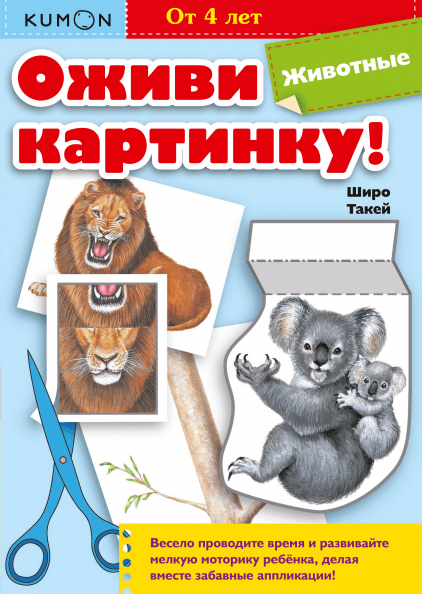 KUMON
От 4 лет
Оживи
картинку!
Животные
Широ
Такей
Весело проводите время и развивайте
мелкую моторику ребёнка, делая
вместе забавные аппликации!